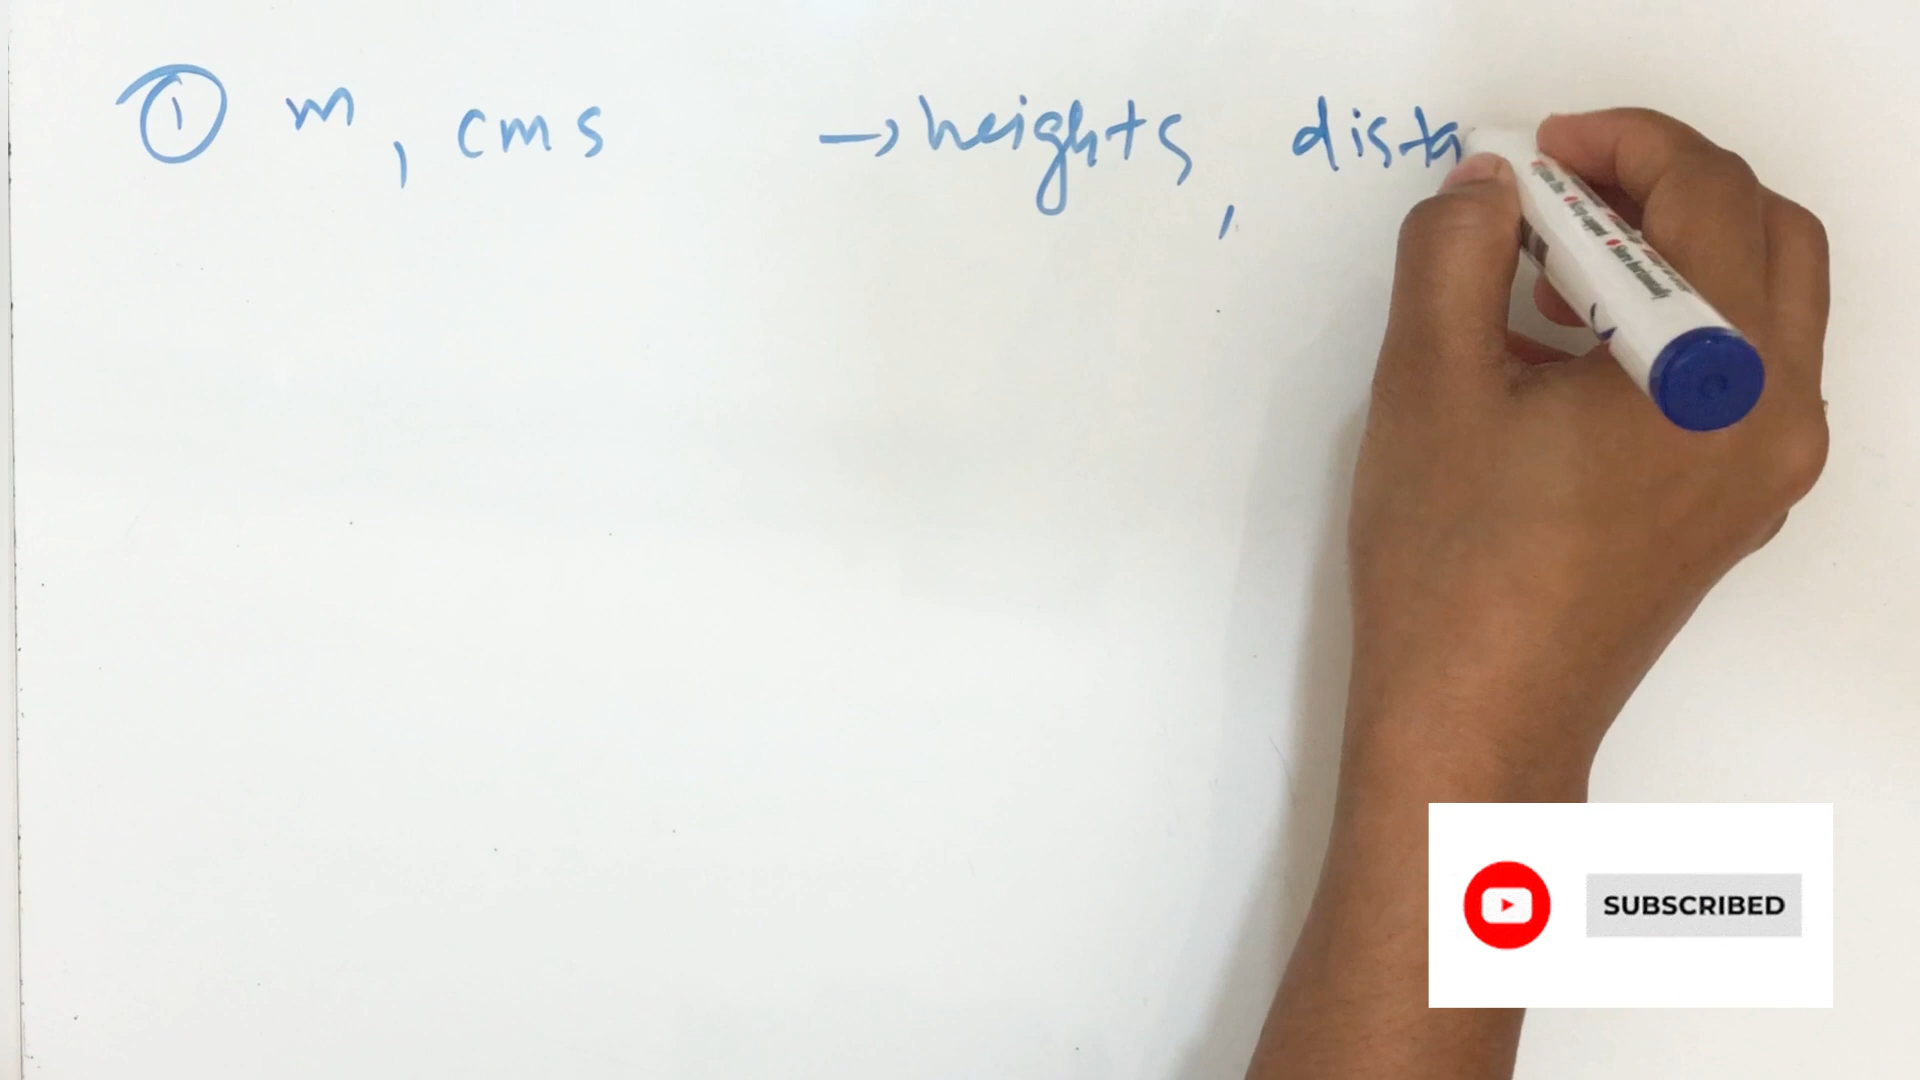 ① m, cms → heights, dista
SUBSCRIBED